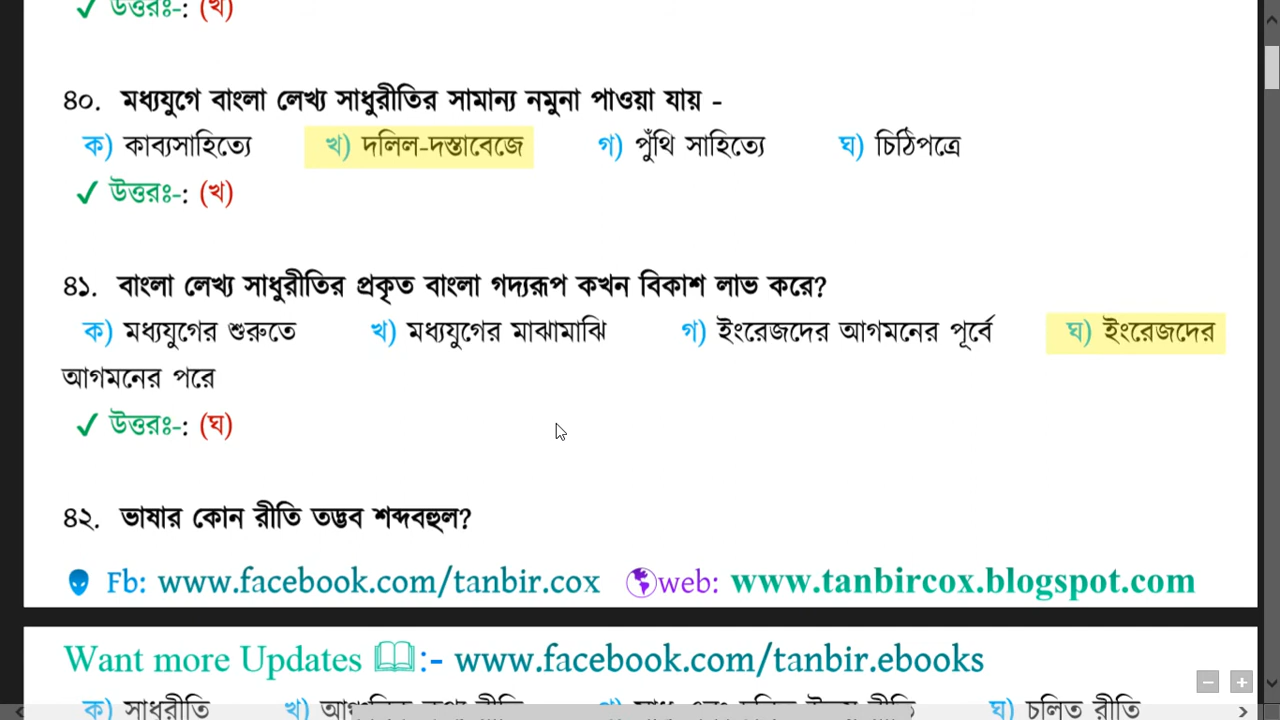 ✓ উত্তরঃ-: (খ)
৪০. মধ্যযুগে বাংলা লেখ্য সাধুরীতির সামান্য নমুনা পাওয়া যায় -
ক) কাব্যসাহিত্যে খ) দলিল-দস্তাবেজে গ) পুঁথি সাহিত্যে ঘ) চিঠিপত্রে
✓ উত্তরঃ-: (খ)
৪১. বাংলা লেখ্য সাধুরীতির প্রকৃত বাংলা গদ্যরূপ কখন বিকাশ লাভ করে?
ক) মধ্যযুগের শুরুতে খ) মধ্যযুগের মাঝামাঝি গ) ইংরেজদের আগমনের পূর্বে ঘ) ইংরেজদের
আগমনের পরে
✓ উত্তরঃ-: (ঘ)
৪২. ভাষার কোন রীতি তদ্ভব শব্দবহুল?
Fb: www.facebook.com/tanbir.cox web: www.tanbircox.blogspot.com
Want more Updates :- www.facebook.com/tanbir.ebooks
ক) সাধুরীতি খ) গ) ঘ) চলিত রীতি